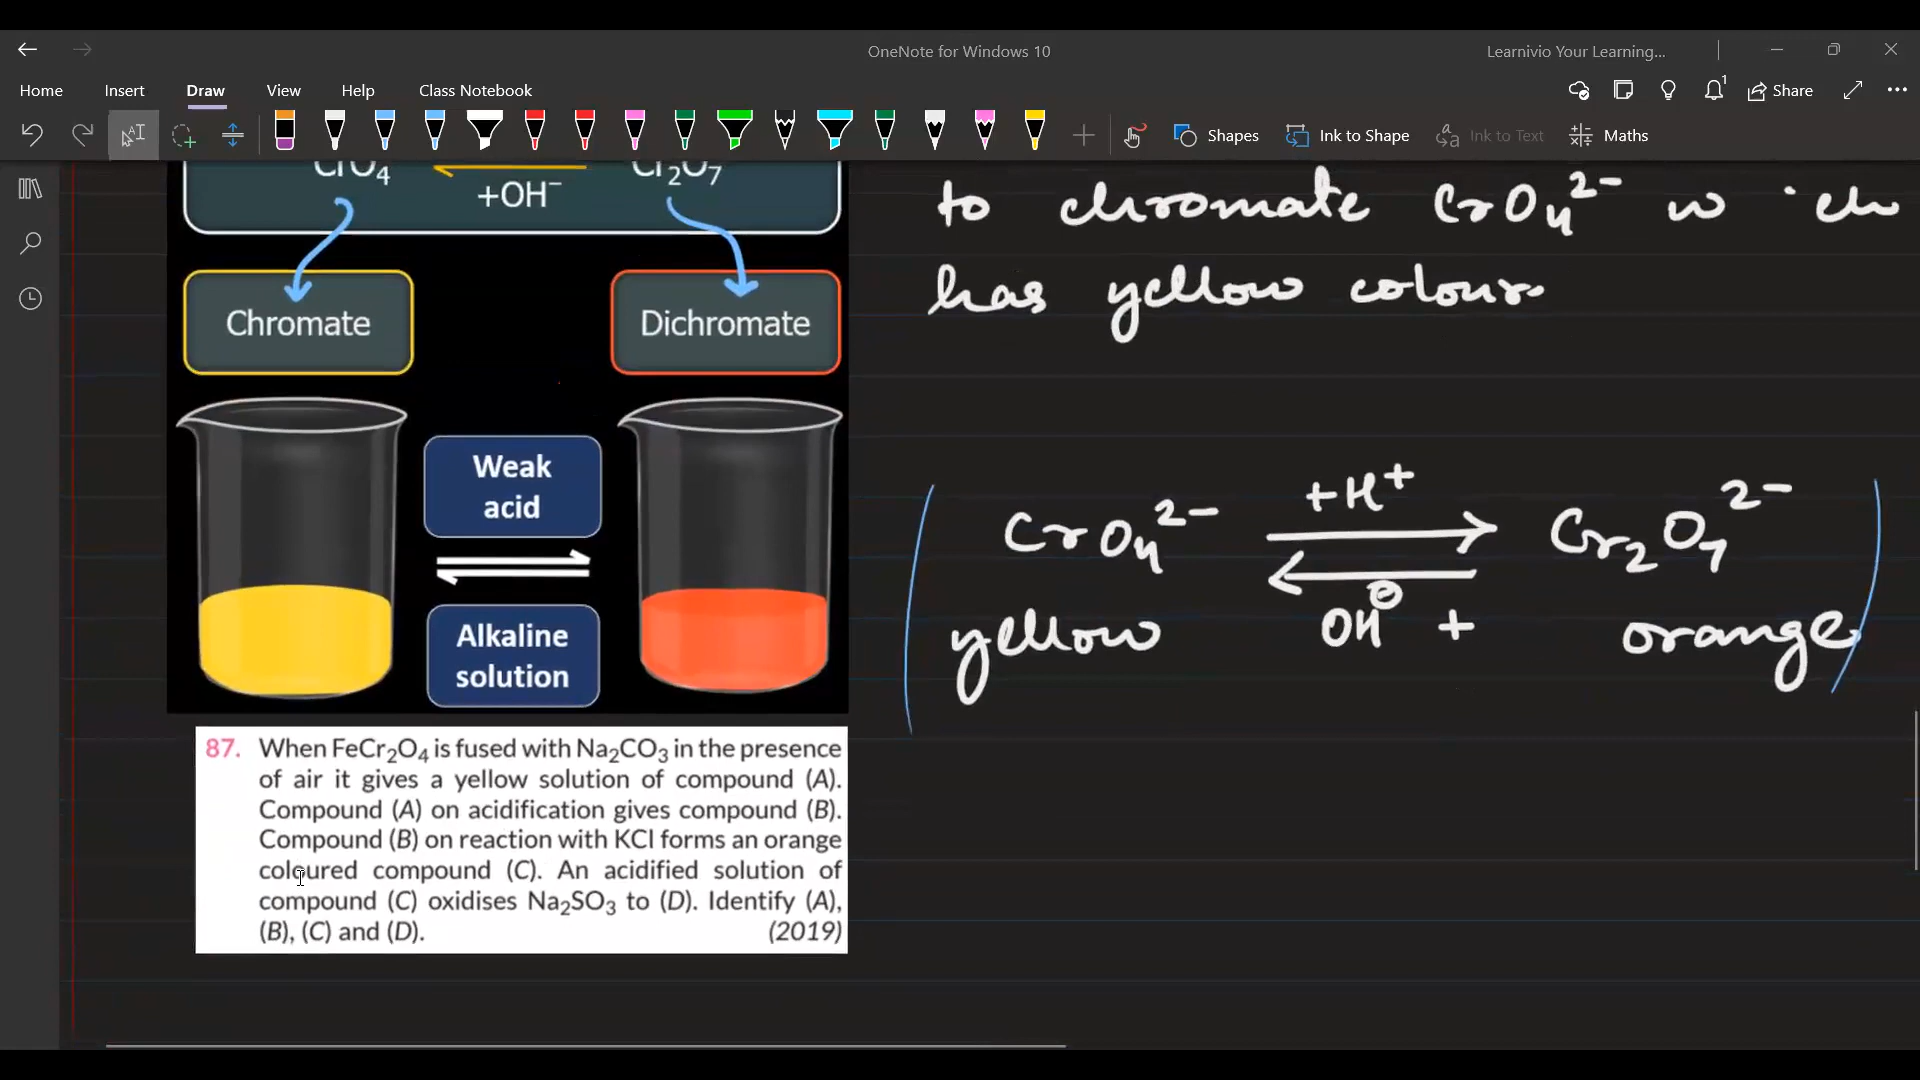 OneNote for Windows 10
Learnivio Your Learning...
Home Insert Draw View Help Class Notebook
1
Share
Shapes
Ink to Shape
Ink to Text
Maths
CrO4 Cr2O7
+OH⁻
Chromate
Dichromate
Weak
acid
Alkaline
solution
87. When FeCr₂O₄ is fused with Na₂CO₃ in the presence
of air it gives a yellow solution of compound (A).
Compound (A) on acidification gives compound (B).
Compound (B) on reaction with KCl forms an orange
coloured compound (C). An acidified solution of
compound (C) oxidises Na₂SO₃ to (D). Identify (A),
(B), (C) and (D). (2019)
to chromate CrO₄²⁻
has yellow colour.
+H⁺
CrO₄²⁻ ⇌ Cr₂O₇²⁻
yellow OH⊖ + orange